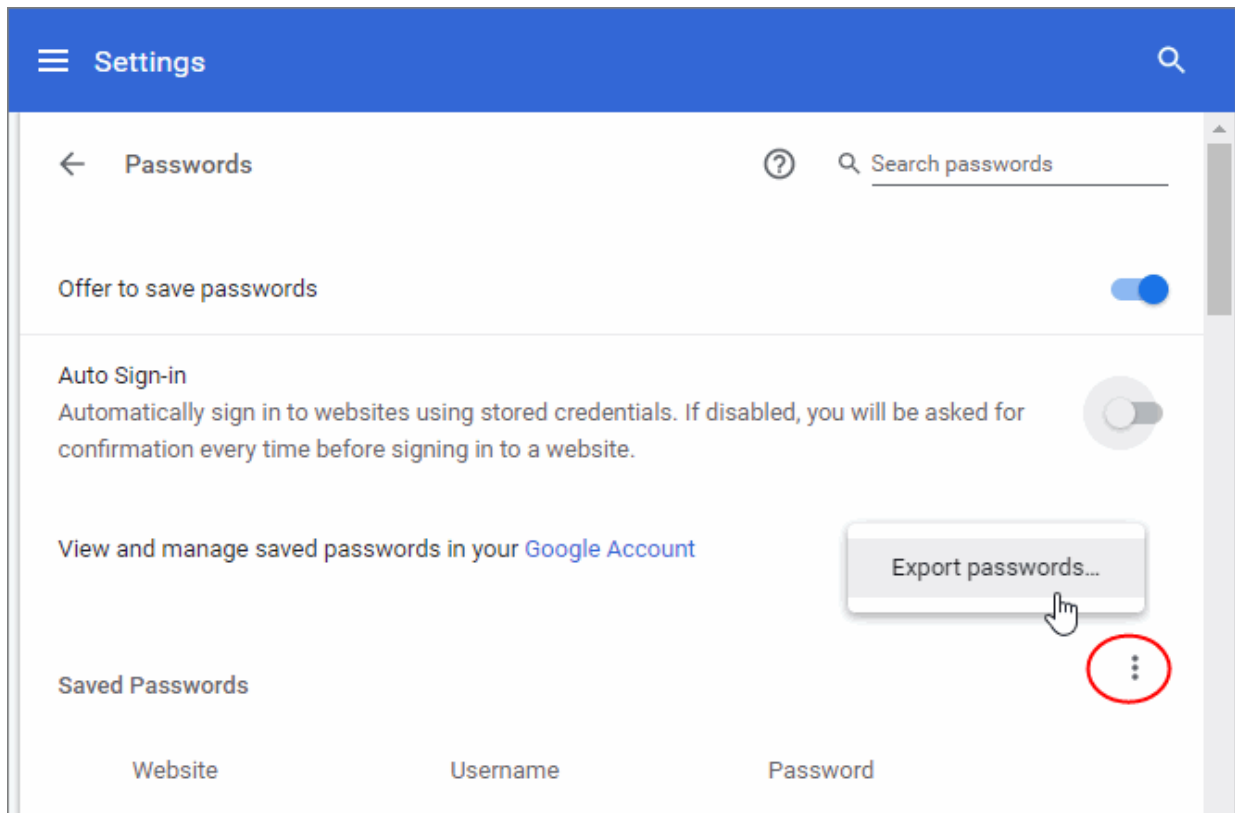 Settings
Passwords
Search passwords
Offer to save passwords
Auto Sign-in
Automatically sign in to websites using stored credentials. If disabled, you will be asked for
confirmation every time before signing in to a website.
View and manage saved passwords in your Google Account
Export passwords...
Saved Passwords
Website Username Password